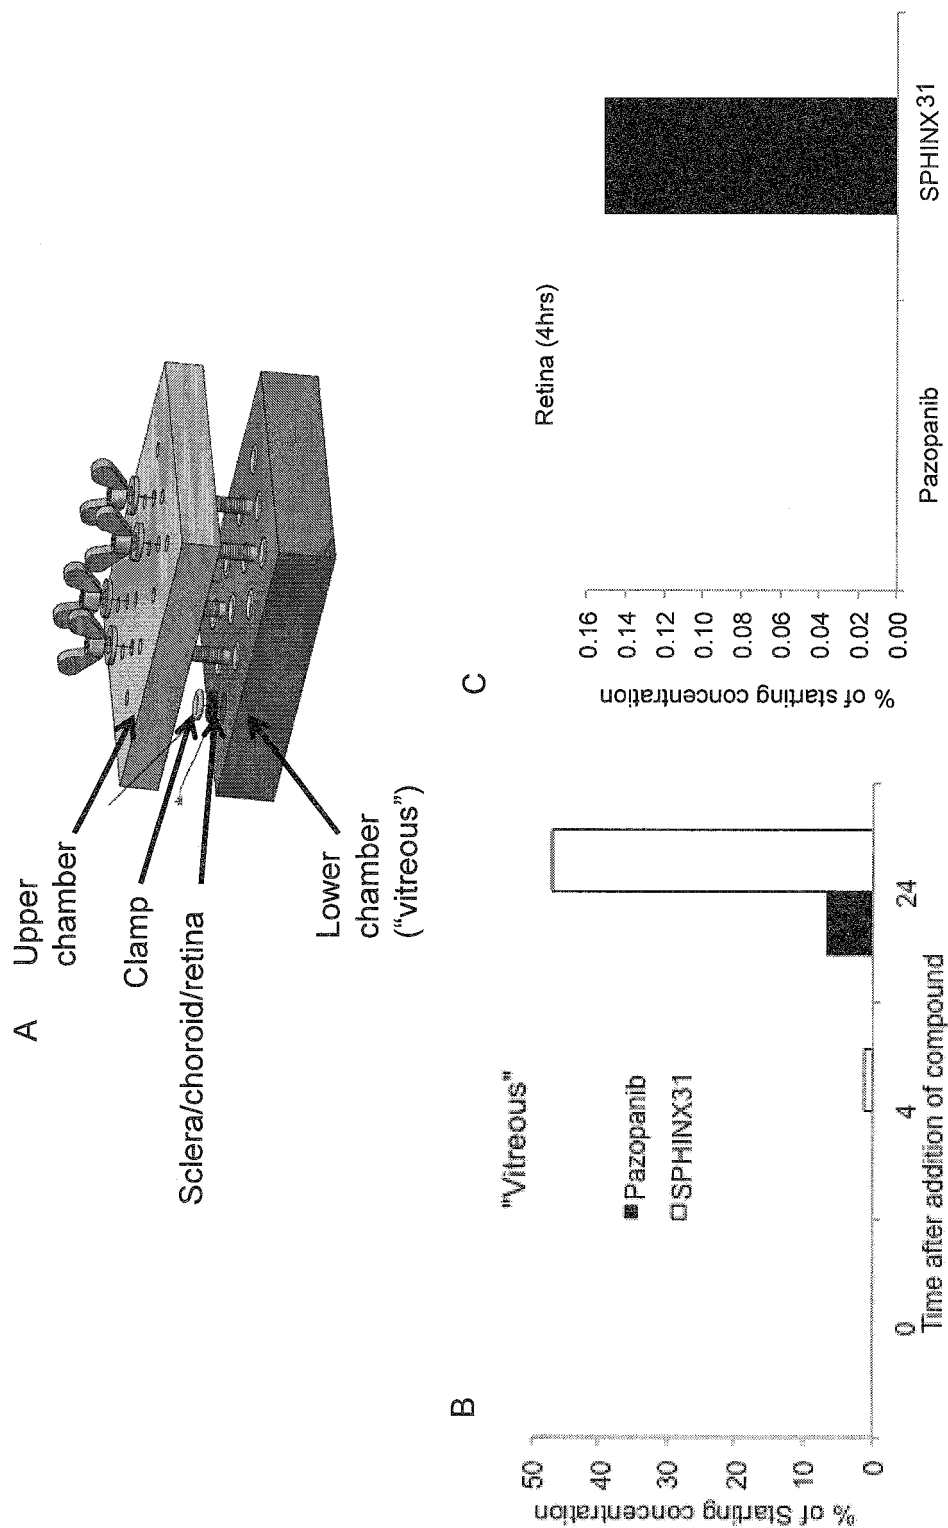 A
Upper
chamber
Clamp
Sclera/choroid/retina
Lower
chamber
("vitreous")
B
"Vitreous"
Pazopanib
SPHINX31
% of Starting concentration
50
40
30
20
10
0
0
4
24
Time after addition of compound
C
Retina (4hrs)
% of starting concentration
0.16
0.14
0.12
0.10
0.08
0.06
0.04
0.02
0.00
Pazopanib
SPHINX31